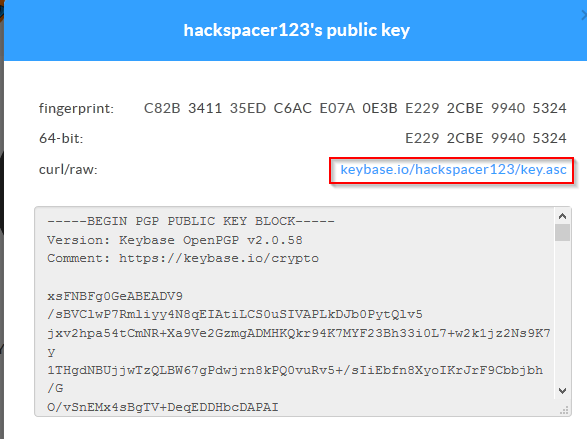 hackspacer123's public key
fingerprint: C82B 3411 35ED C6AC E07A 0E3B E229 2CBE 9940 5324
64-bit: E229 2CBE 9940 5324
curl/raw: keybase.io/hackspacer123/key.asc
-----BEGIN PGP PUBLIC KEY BLOCK-----
Version: Keybase OpenPGP v2.0.58
Comment: https://keybase.io/crypto
xsFNBFg0GeABEADV9
/sBVClwP7Rmliyy4N8qEIAtiLCS0uSIVAPLkDJb0PytQlv5
jxv2hpa54tCmNR+Xa9Ve2GzmgADMHKQkr94K7MYF23Bh33i0L7+w2k1jz2Ns9K7
y
1THgdNBUjjwTzQLBW67gPdwjrn8kPQ0vuRv5+/sIiEbfn8XyoIKrJrF9Cbbjbh
/G
O/vSnEMx4sBgTV+DeqEDDHbcDAPAI